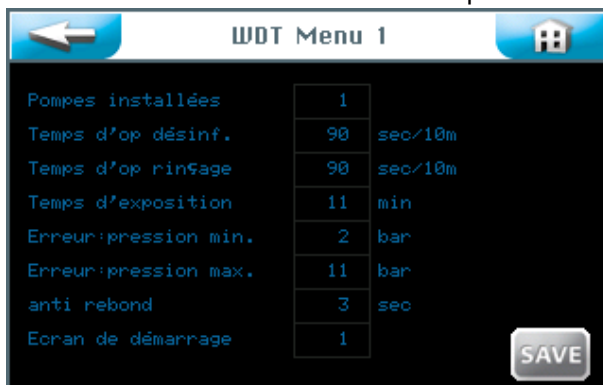 WDT Menu 1
Pompes installées 1
Temps d'op désinf. 90 sec/10m
Temps d'op rinçage 90 sec/10m
Temps d'exposition 11 min
Erreur:pression min. 2 bar
Erreur:pression max. 11 bar
anti rebond 3 sec
Ecran de démarrage 1
SAVE